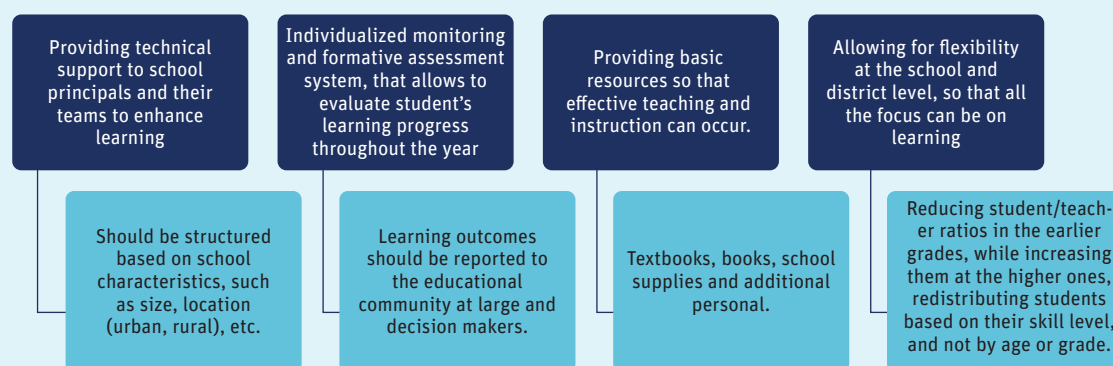 Providing technical
support to school
principals and their
teams to enhance
learning
Should be structured
based on school
characteristics, such
as size, location
(urban, rural), etc.
Individualized monitoring
and formative assessment
system, that allows to
evaluate student’s
learning progress
throughout the year
Learning outcomes
should be reported to
the educational
community at large and
decision makers.
Providing basic
resources so that
effective teaching and
instruction can occur.
Textbooks, books, school
supplies and additional
personal.
Allowing for flexibility
at the school and
district level, so that all
the focus can be on
learning
Reducing student/teach-
er ratios in the earlier
grades, while increasing
them at the higher ones,
redistributing students
based on their skill level,
and not by age or grade.